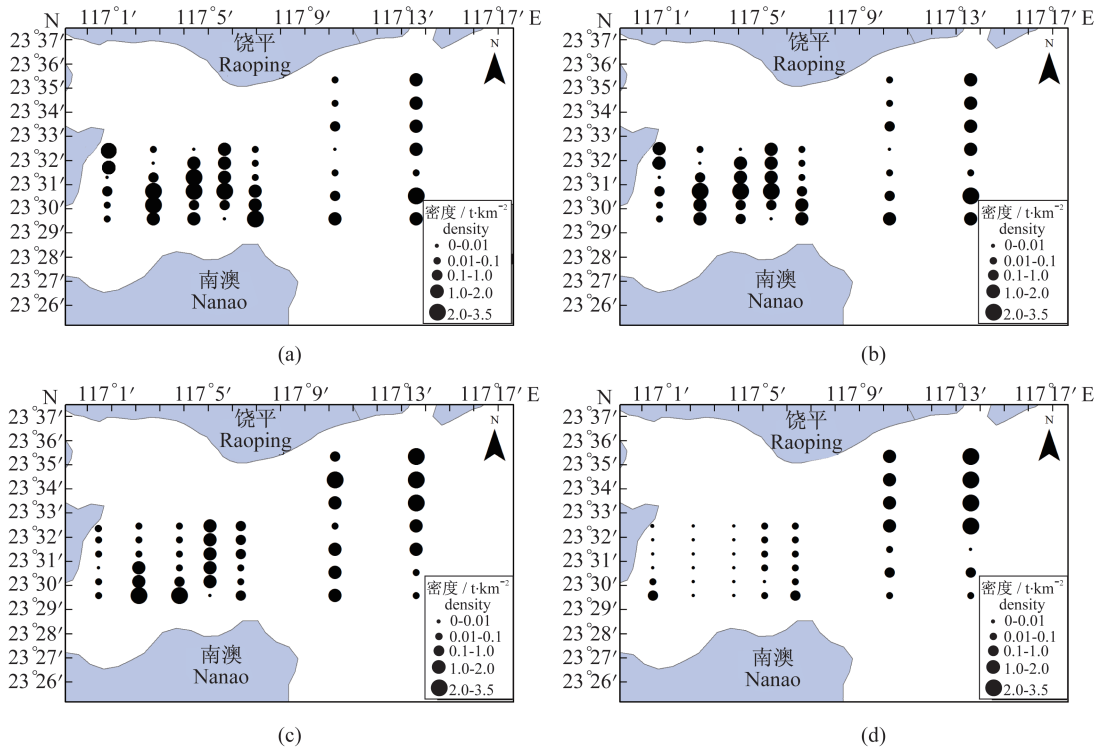 N 117°1′ 117°5′ 117°9′ 117°13′ 117°17′ E
23°37′
23°36′
23°35′
23°34′
23°33′
23°32′
23°31′
23°30′
23°29′
23°27′
23°26′
饶平
Raoping
N
南澳
Nanao
密度 / t·km⁻²
density
0-0.01
0.01-0.1
0.1-1.0
1.0-2.0
2.0-3.5
(a)
N 117°1′ 117°5′ 117°9′ 117°13′ 117°17′ E
23°37′
23°36′
23°35′
23°34′
23°33′
23°32′
23°31′
23°30′
23°29′
23°27′
23°26′
饶平
Raoping
N
南澳
Nanao
密度 / t·km⁻²
density
0-0.01
0.01-0.1
0.1-1.0
1.0-2.0
2.0-3.5
(b)
N 117°1′ 117°5′ 117°9′ 117°13′ 117°17′ E
23°37′
23°36′
23°35′
23°34′
23°33′
23°32′
23°31′
23°30′
23°29′
23°27′
23°26′
饶平
Raoping
N
南澳
Nanao
密度 / t·km⁻²
density
0-0.01
0.01-0.1
0.1-1.0
1.0-2.0
2.0-3.5
(c)
N 117°1′ 117°5′ 117°9′ 117°13′ 117°17′ E
23°37′
23°36′
23°35′
23°34′
23°33′
23°32′
23°31′
23°30′
23°29′
23°27′
23°26′
饶平
Raoping
N
南澳
Nanao
密度 / t·km⁻²
density
0-0.01
0.01-0.1
0.1-1.0
1.0-2.0
2.0-3.5
(d)